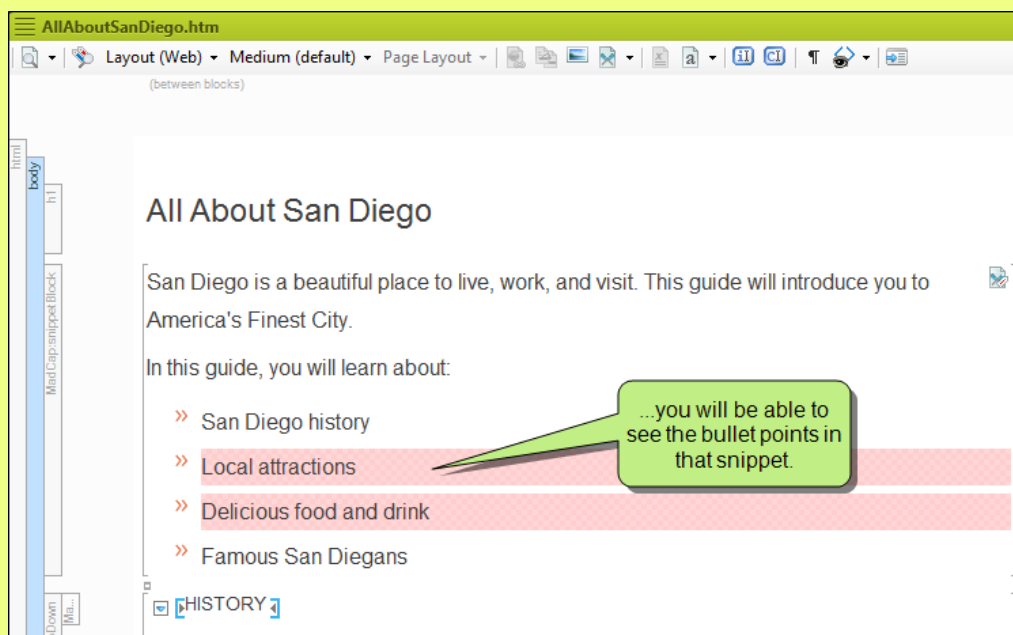 AllAboutSanDiego.htm
Layout (Web) Medium (default) Page Layout
(between blocks)
html
body
h1
All About San Diego
MadCap:snippetBlock
San Diego is a beautiful place to live, work, and visit. This guide will introduce you to
America's Finest City.
In this guide, you will learn about:
» San Diego history
» Local attractions
» Delicious food and drink
» Famous San Diegans
...you will be able to
see the bullet points in
that snippet.
Ma...
HISTORY